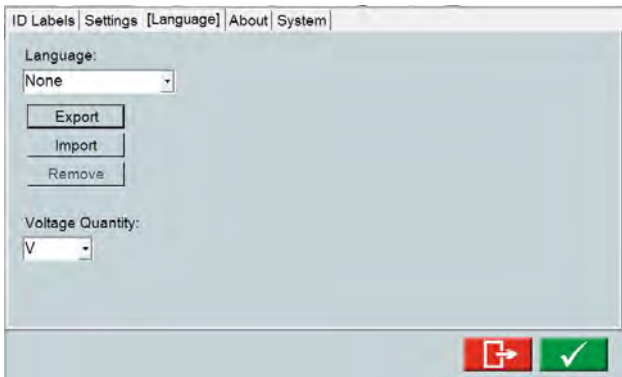 ID Labels Settings [Language] About System
Language:
None
Export
Import
Remove
Voltage Quantity:
V